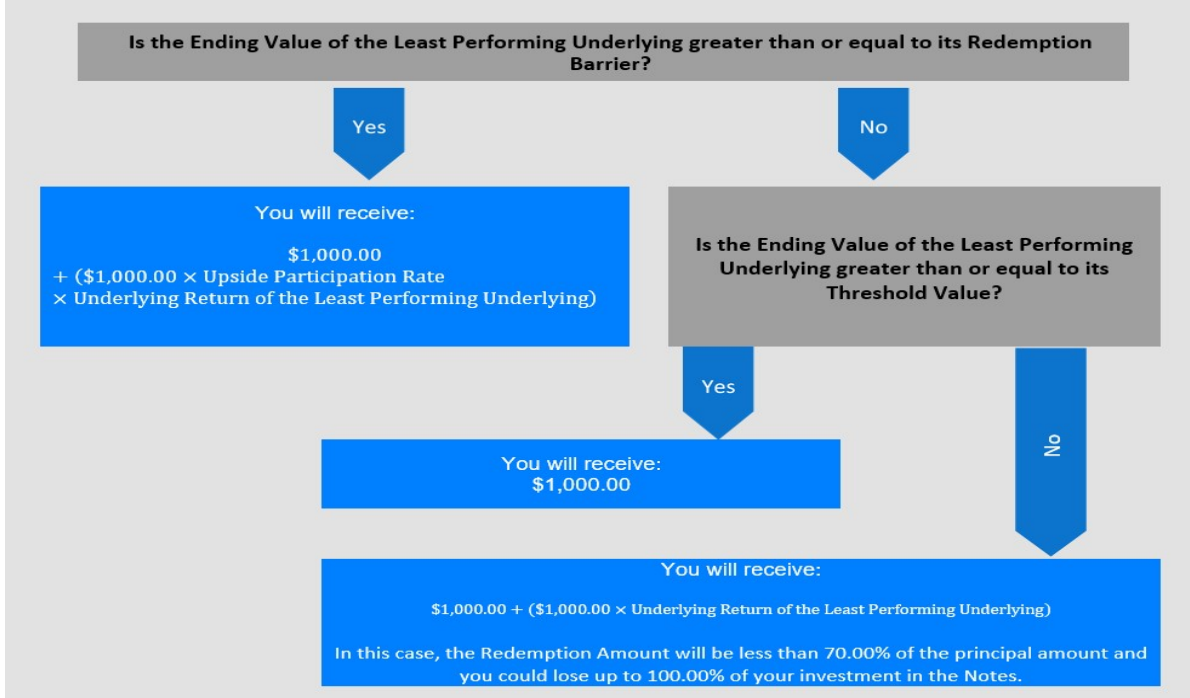 Is the Ending Value of the Least Performing Underlying greater than or equal to its Redemption
Barrier?
Yes
No
You will receive:
$1,000.00
+ ($1,000.00 × Upside Participation Rate
× Underlying Return of the Least Performing Underlying)
Is the Ending Value of the Least Performing
Underlying greater than or equal to its
Threshold Value?
Yes
No
You will receive:
$1,000.00
You will receive:
$1,000.00 + ($1,000.00 × Underlying Return of the Least Performing Underlying)
In this case, the Redemption Amount will be less than 70.00% of the principal amount and
you could lose up to 100.00% of your investment in the Notes.